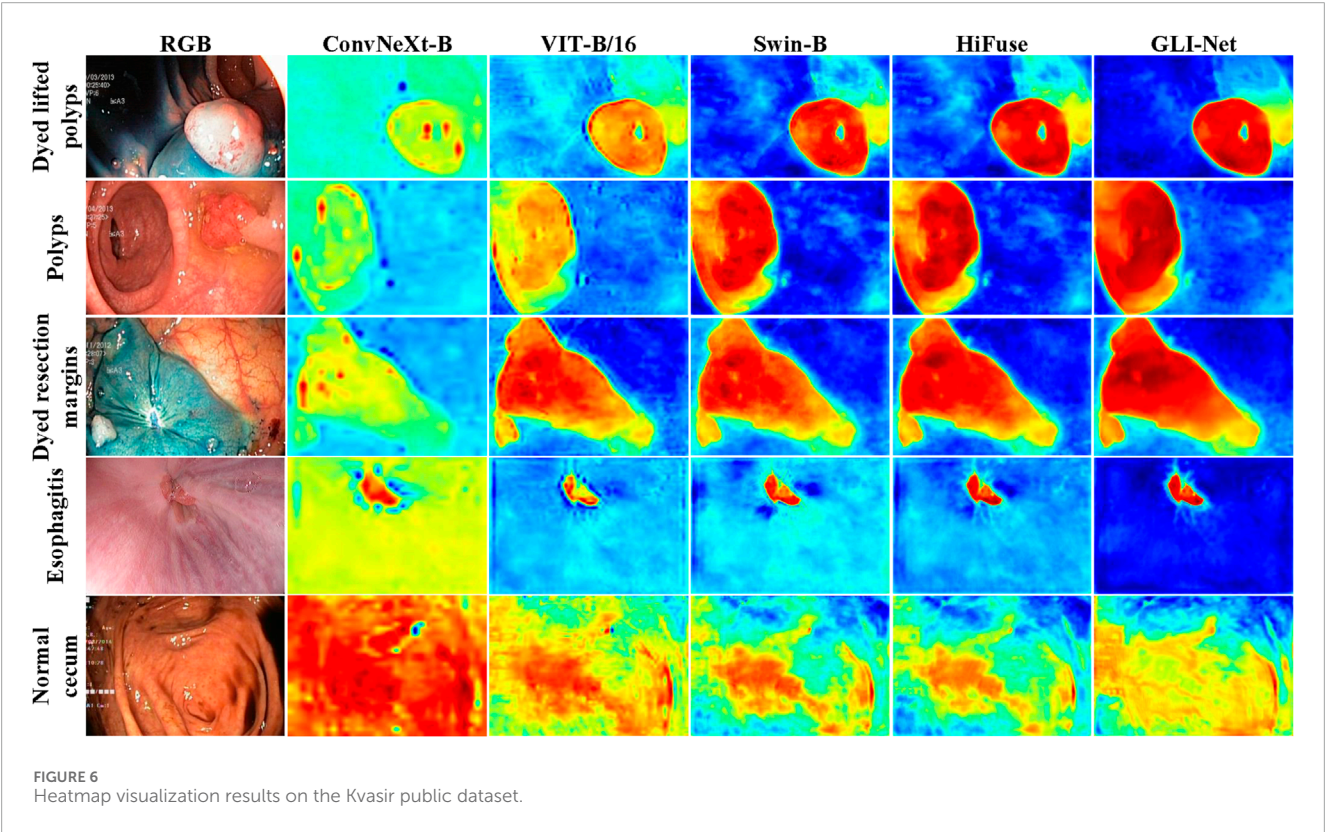 RGB ConvNeXt-B VIT-B/16 Swin-B HiFuse GLI-Net
Dyed lifted
polyps
Polyps
Dyed resection
margins
Esophagitis
Normal
cecum
FIGURE 6
Heatmap visualization results on the Kvasir public dataset.